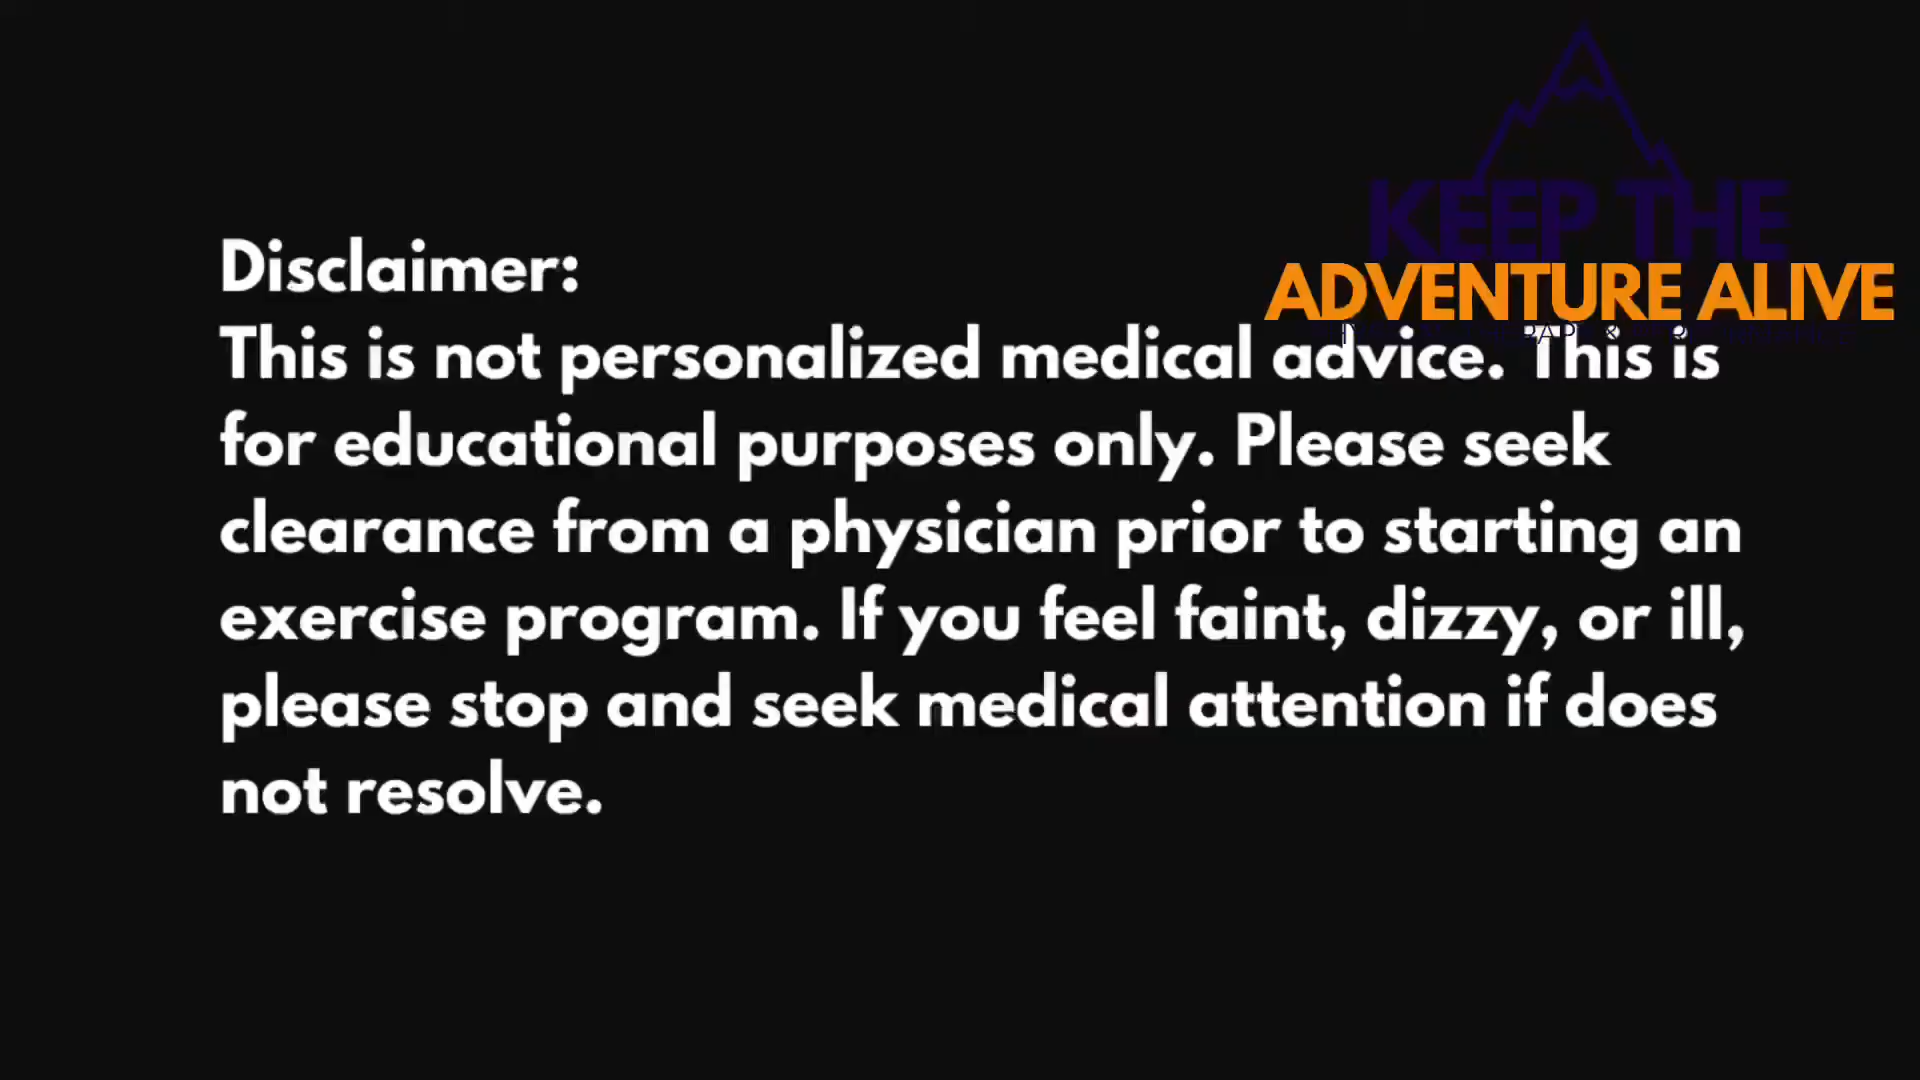 KEEP THE
ADVENTURE ALIVE
Disclaimer:
This is not personalized medical advice. This is
for educational purposes only. Please seek
clearance from a physician prior to starting an
exercise program. If you feel faint, dizzy, or ill,
please stop and seek medical attention if does
not resolve.